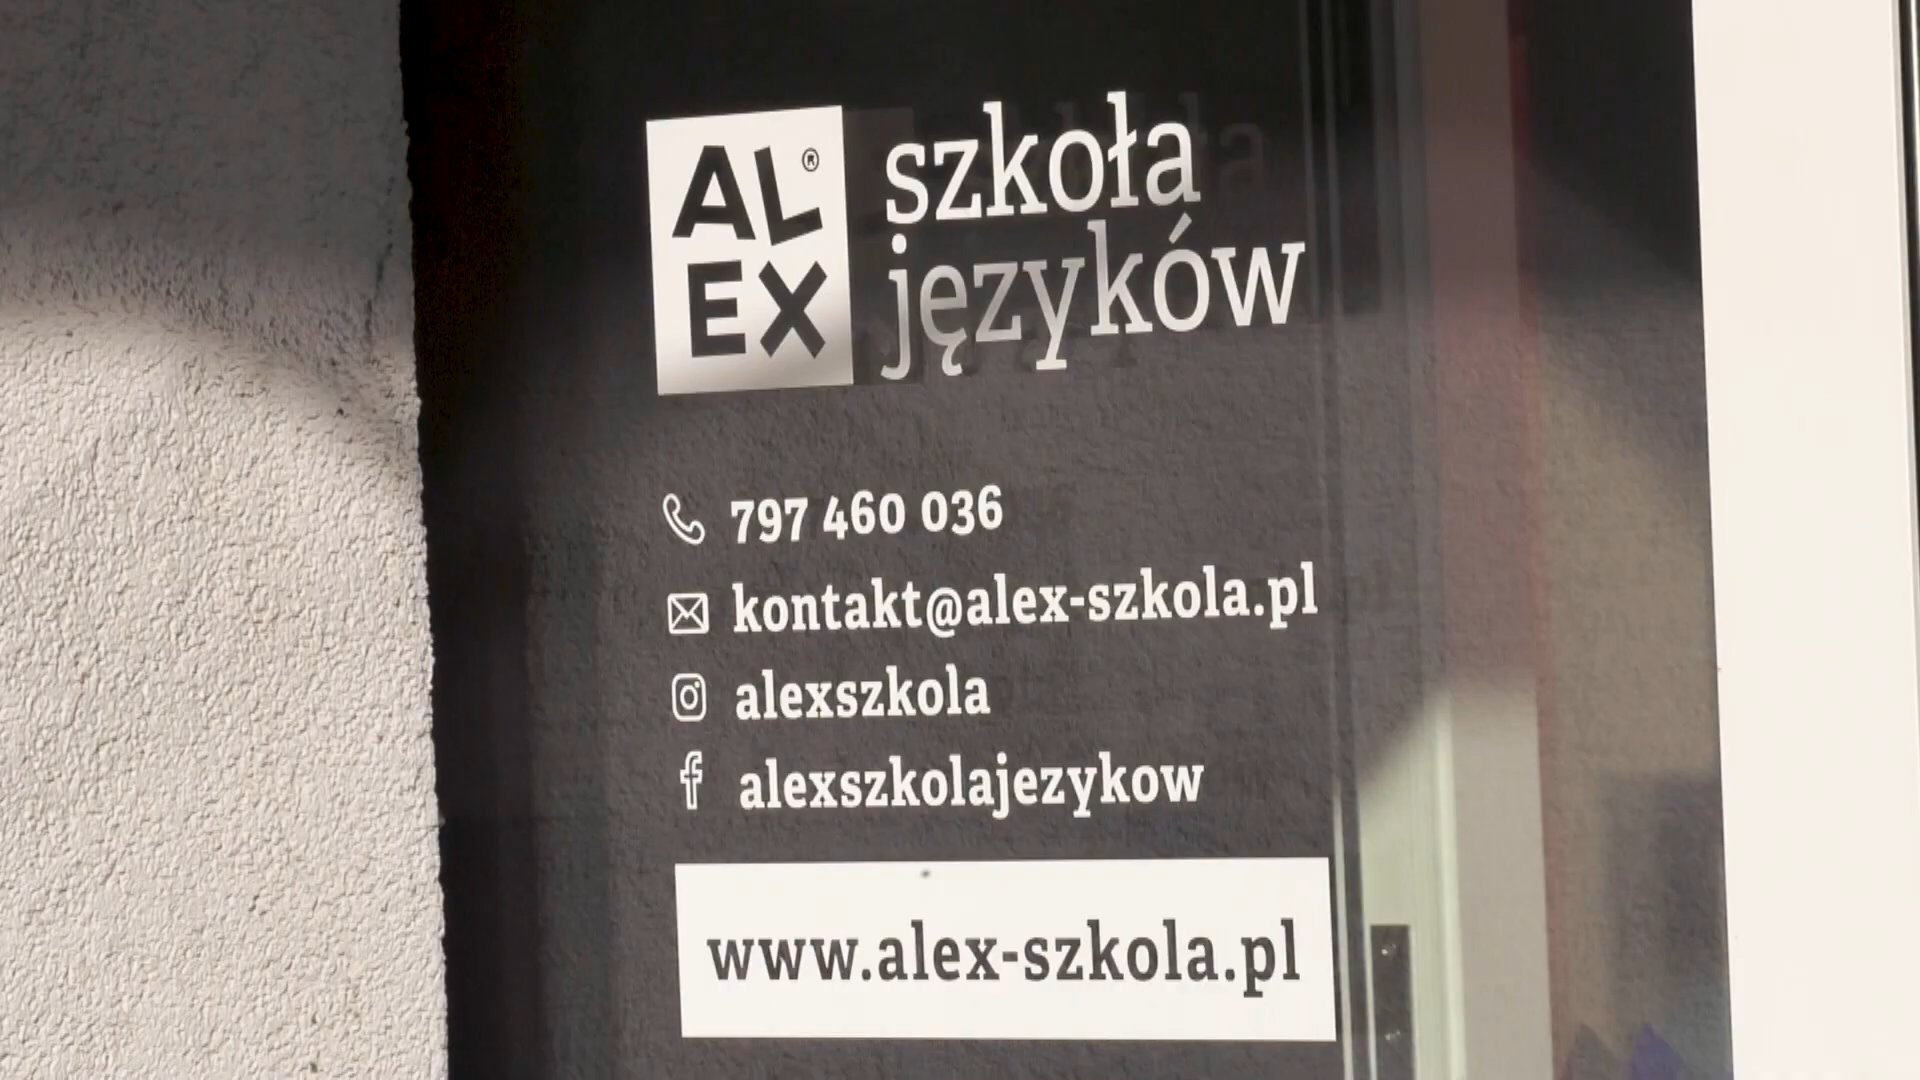 AL®
EX
szkoła
języków
797 460 036
kontakt@alex-szkola.pl
alexszkola
alexszkolajezykow
www.alex-szkola.pl